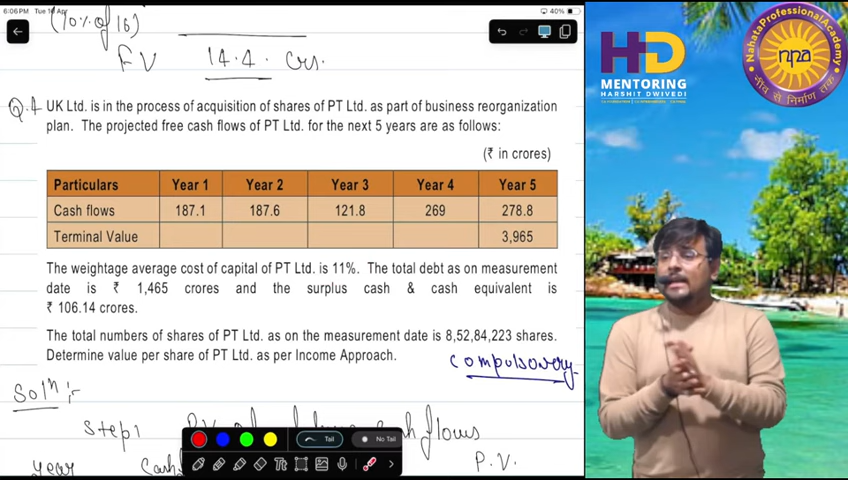 6:06PM Tue 16 Apr
40%
(90% of 16)
FV 14.4 Crs.
Q.4 UK Ltd. is in the process of acquisition of shares of PT Ltd. as part of business reorganization
plan. The projected free cash flows of PT Ltd. for the next 5 years are as follows:
(₹ in crores)
Particulars Year 1 Year 2 Year 3 Year 4 Year 5
Cash flows 187.1 187.6 121.8 269 278.8
Terminal Value 3,965
The weightage average cost of capital of PT Ltd. is 11%. The total debt as on measurement
date is ₹ 1,465 crores and the surplus cash & cash equivalent is
₹ 106.14 crores.
The total numbers of shares of PT Ltd. as on the measurement date is 8,52,84,223 shares.
Determine value per share of PT Ltd. as per Income Approach.
Compulsory
Solⁿ :-
Step1 P.V. of cash flows
year P.V.
Tail No Tail
Tt
HD
MENTORING
HARSHIT DWIVEDI
NahataProfessionalAcademy
npa
नींव से निर्माण तक